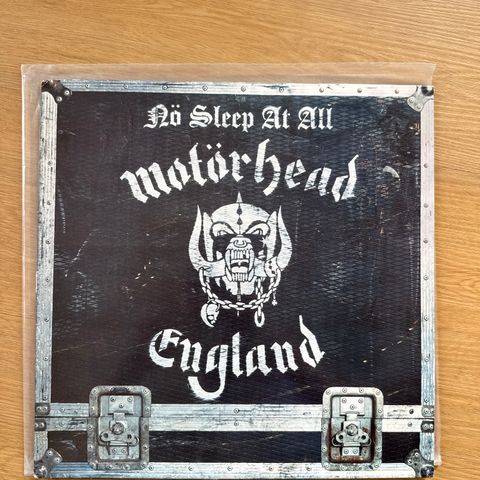 Nö Sleep At All
Motörhead
England